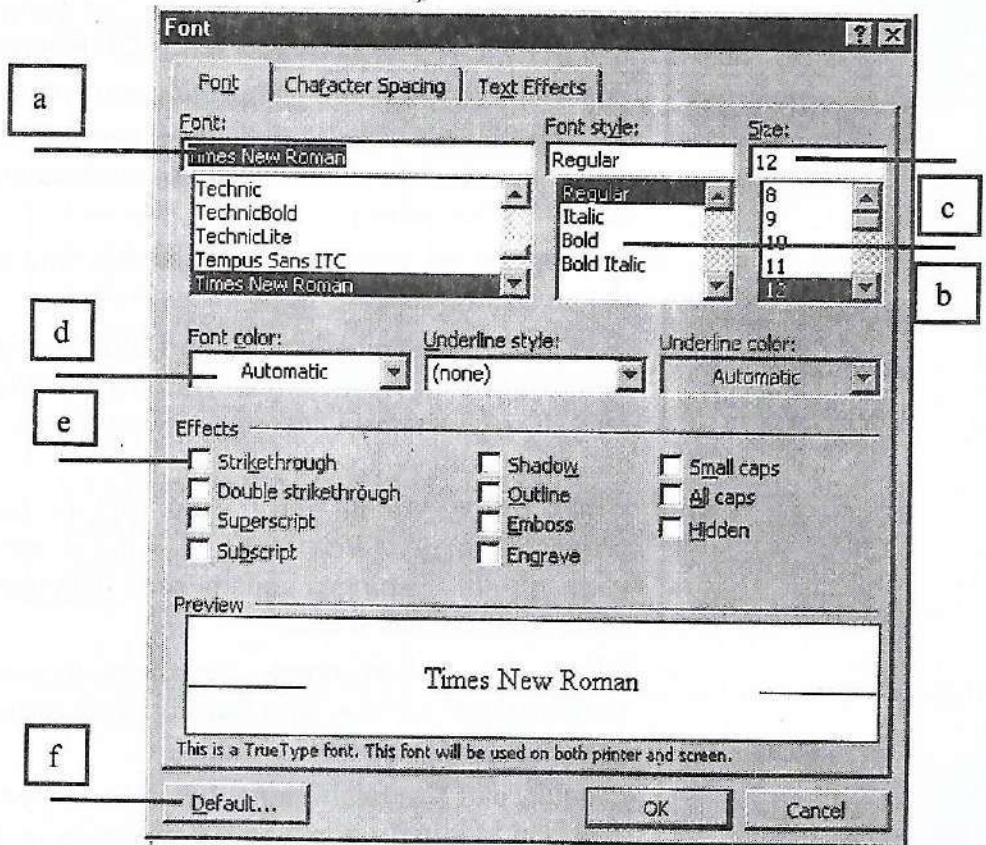 Font
Font Character Spacing Text Effects
a
Font: Font style: Size:
Times New Roman Regular 12
Technic Regular 8
TechnicBold Italic 9
TechnicLite Bold 10
Tempus Sans ITC Bold Italic 11
Times New Roman 12
c
b
d
Font color: Underline style: Underline color:
Automatic (none) Automatic
e
Effects
Strikethrough Shadow Small caps
Double strikethrough Outline All caps
Superscript Emboss Hidden
Subscript Engrave
Preview
Times New Roman
This is a TrueType font. This font will be used on both printer and screen.
f
Default... OK Cancel